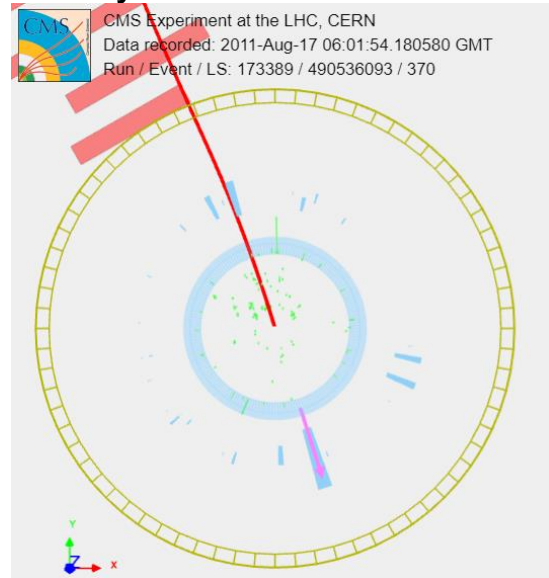 CMS Experiment at the LHC, CERN
Data recorded: 2011-Aug-17 06:01:54.180580 GMT
Run / Event / LS: 173389 / 490536093 / 370
CMS
Y
Z
X